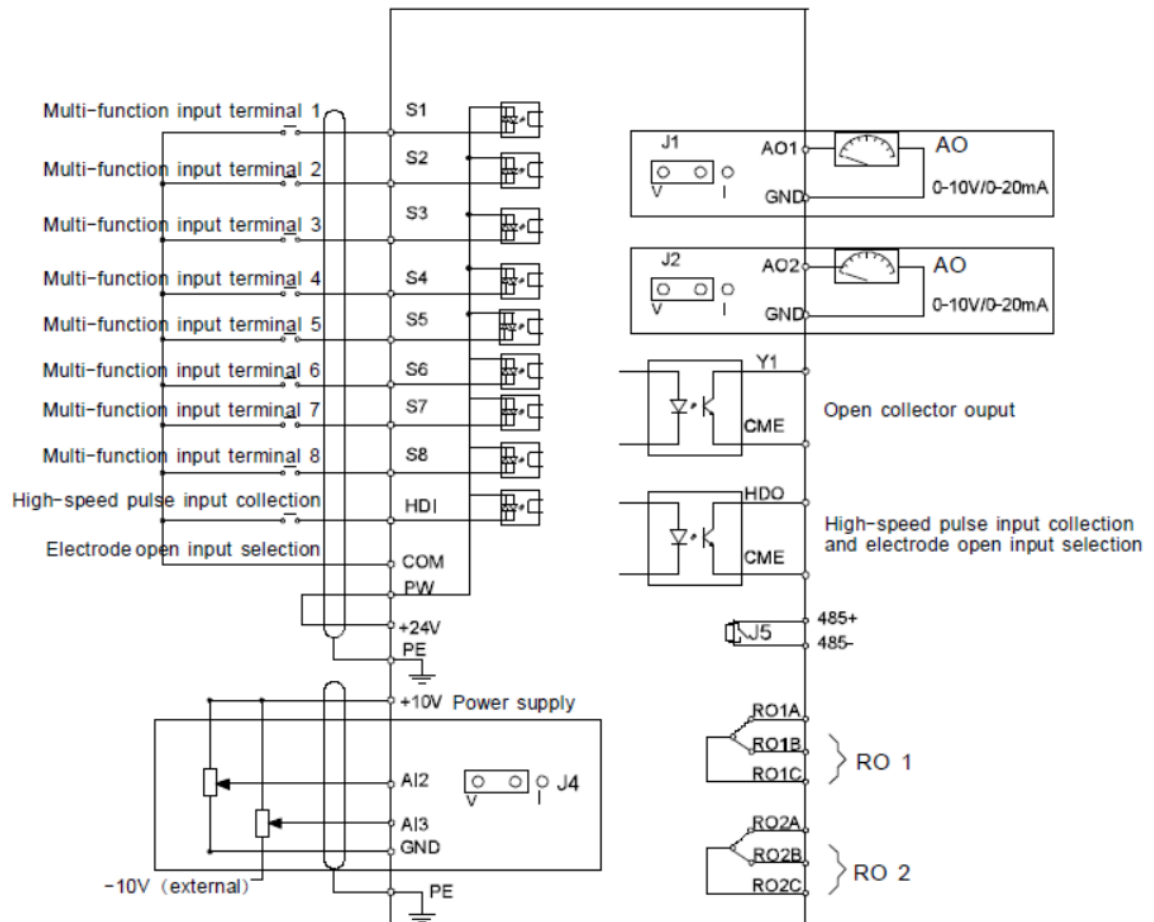 Multi-function input terminal 1
S1
Multi-function input terminal 2
S2
Multi-function input terminal 3
S3
Multi-function input terminal 4
S4
Multi-function input terminal 5
S5
Multi-function input terminal 6
S6
Multi-function input terminal 7
S7
Multi-function input terminal 8
S8
High-speed pulse input collection
HDI
Electrode open input selection
COM
PW
+24V
PE
+10V Power supply
AI2
V
I
J4
AI3
GND
-10V (external)
PE
J1
V
I
AO1
GND
AO
0-10V/0-20mA
J2
V
I
AO2
GND
AO
0-10V/0-20mA
Y1
CME
Open collector ouput
HDO
CME
High-speed pulse input collection
and electrode open input selection
J5
485+
485-
RO1A
RO1B
RO1C
RO 1
RO2A
RO2B
RO2C
RO 2